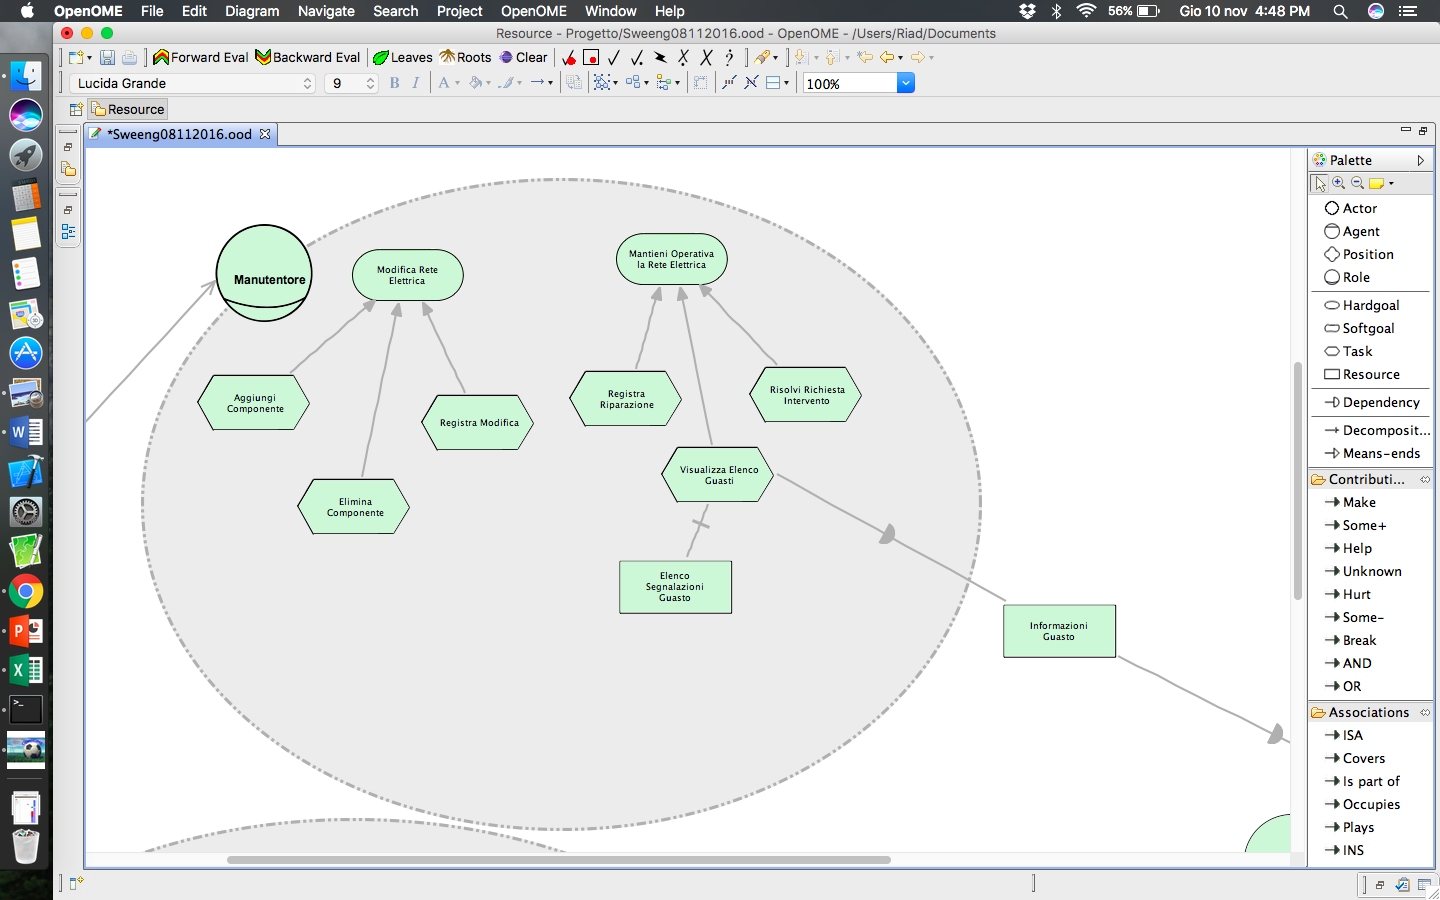 OpenME File Edit Diagram Navigate Search Project OpenOME Window Help 56% Gio 10 nov 4:48 PM
Resource - Progetto/Sweeng08112016.ood - OpenOME - /Users/Riad/Documents
Forward Eval Backward Eval Leaves Roots Clear
Lucida Grande 9 B I A 100%
Resource
*Sweeng08112016.ood
Palette
Actor
Agent
Position
Role
Hardgoal
Softgoal
Task
Resource
Dependency
Decomposit...
Means-ends
Contributi...
Make
Some+
Help
Unknown
Hurt
Some-
Break
AND
OR
Associations
ISA
Covers
Is part of
Occupies
Plays
INS
Manutentore
Modifica Rete
Elettrica
Mantieni Operativa
la Rete Elettrica
Aggiungi
Componente
Registra Modifica
Elimina
Componente
Registra
Riparazione
Risolvi Richiesta
Intervento
Visualizza Elenco
Guasti
Elenco
Segnalazioni
Guasto
Informazioni
Guasto